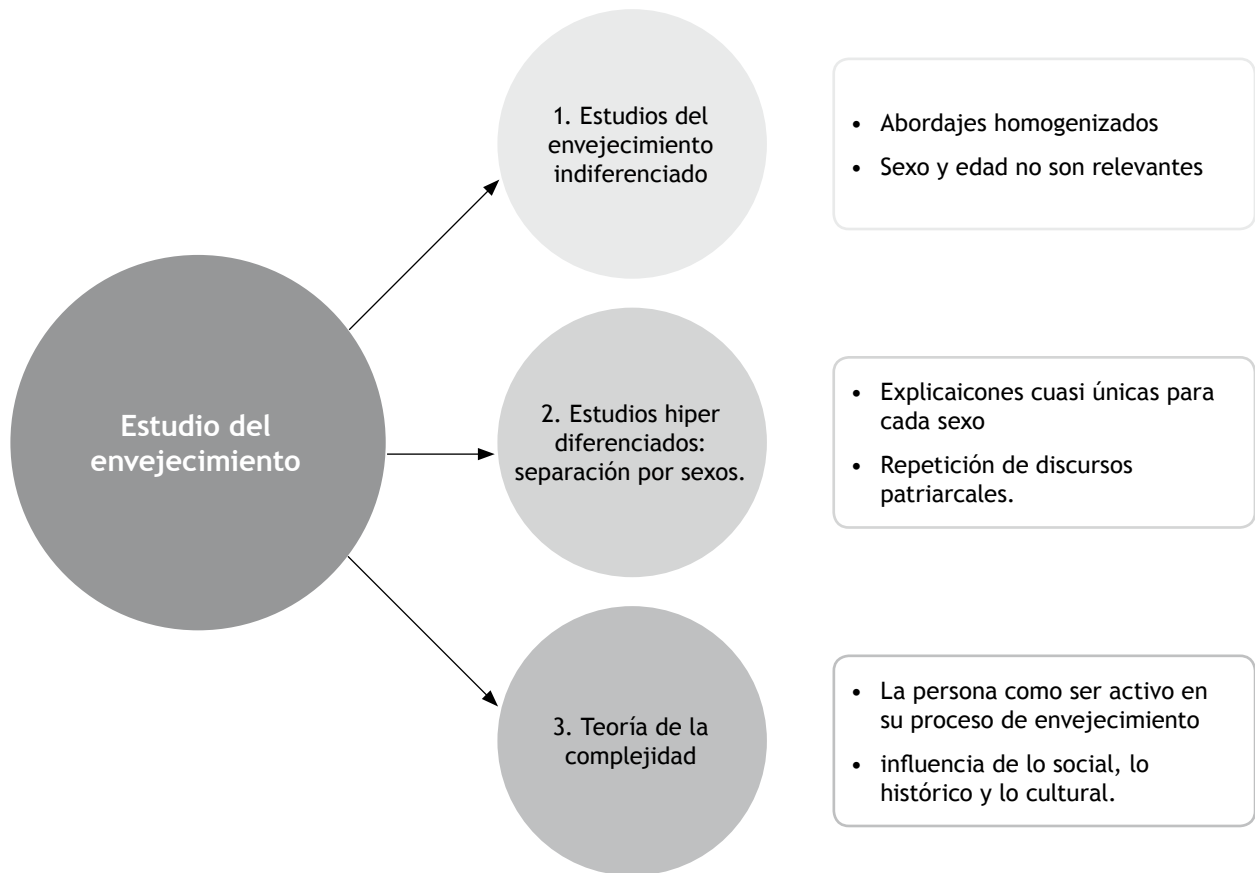 Estudio del
envejecimiento
1. Estudios del
envejecimiento
indiferenciado
• Abordajes homogenizados
• Sexo y edad no son relevantes
2. Estudios hiper
diferenciados:
separación por sexos.
• Explicaicones cuasi únicas para
cada sexo
• Repetición de discursos
patriarcales.
3. Teoría de la
complejidad
• La persona como ser activo en
su proceso de envejecimiento
• influencia de lo social, lo
histórico y lo cultural.